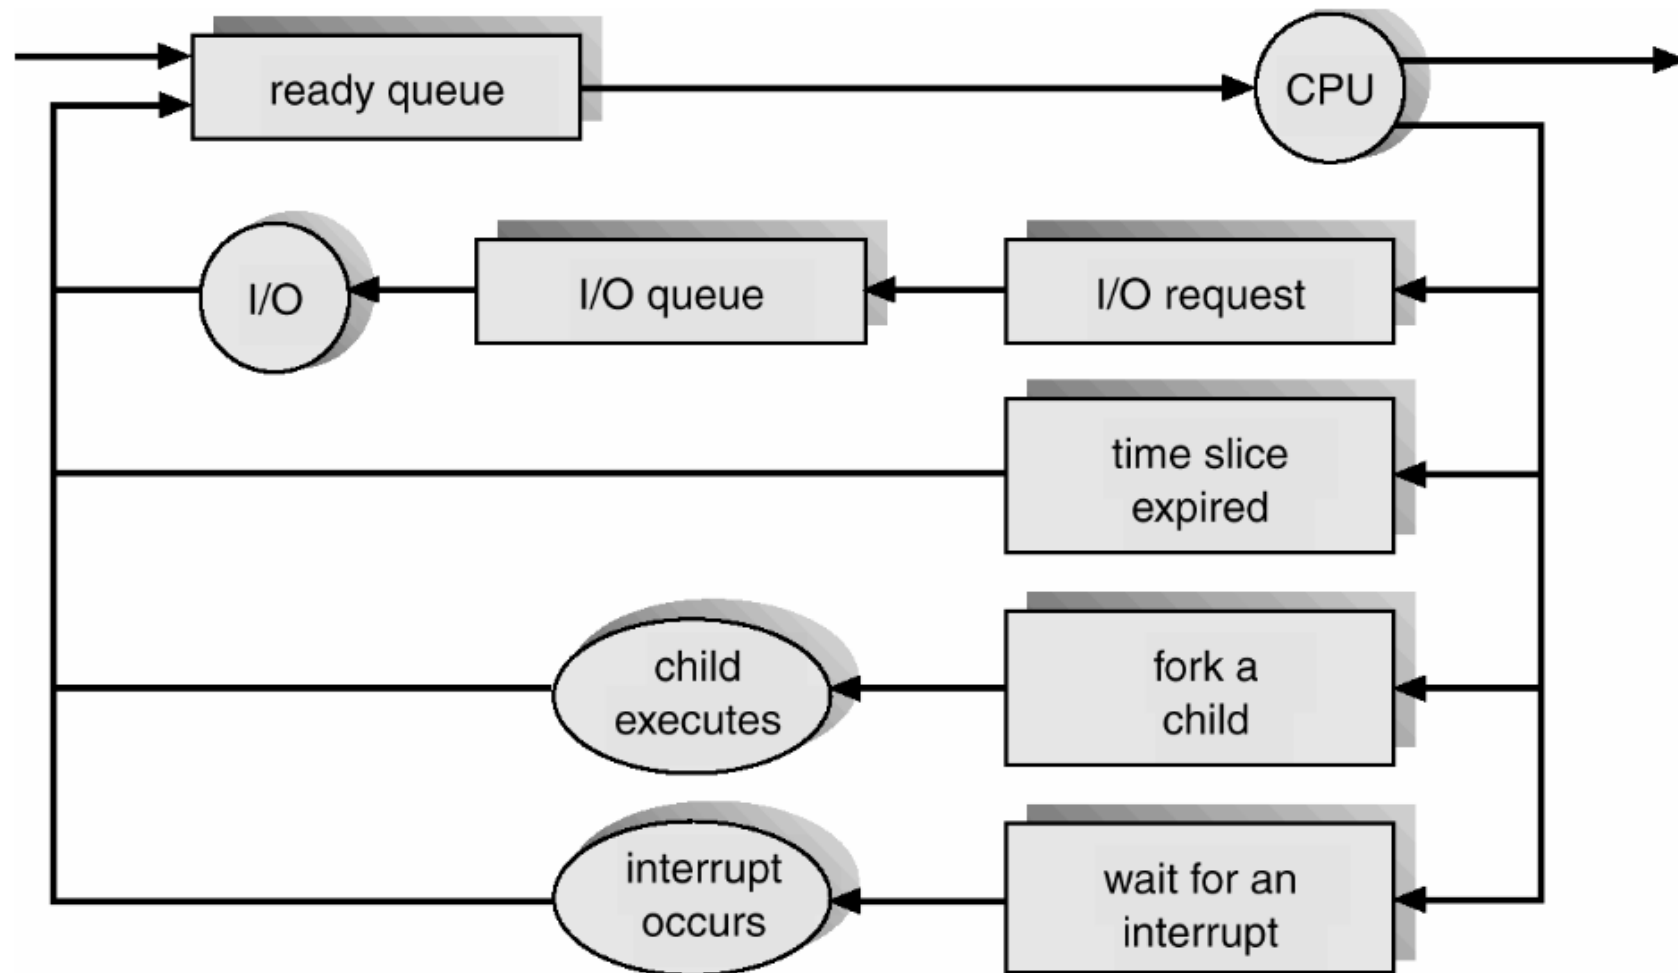 ready queue
CPU
I/O
I/O queue
I/O request
time slice
expired
child
executes
fork a
child
interrupt
occurs
wait for an
interrupt